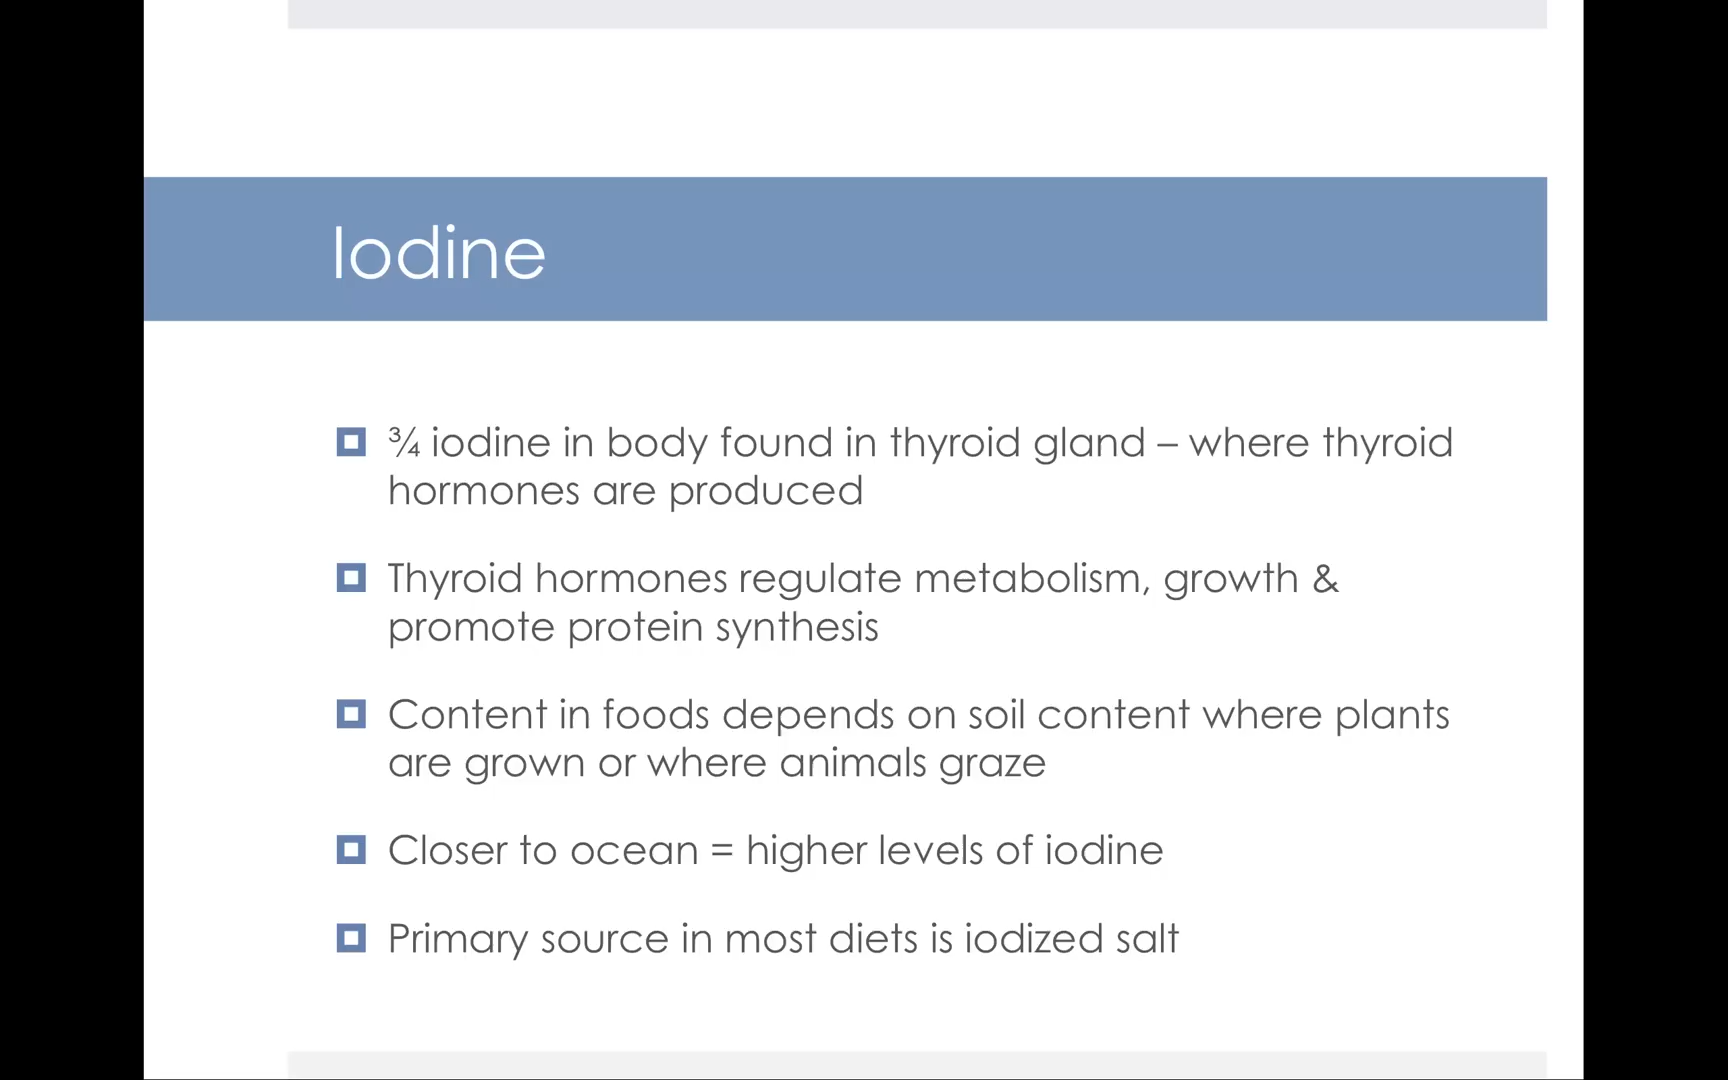 Iodine
¾ iodine in body found in thyroid gland – where thyroid
hormones are produced
Thyroid hormones regulate metabolism, growth &
promote protein synthesis
Content in foods depends on soil content where plants
are grown or where animals graze
Closer to ocean = higher levels of iodine
Primary source in most diets is iodized salt